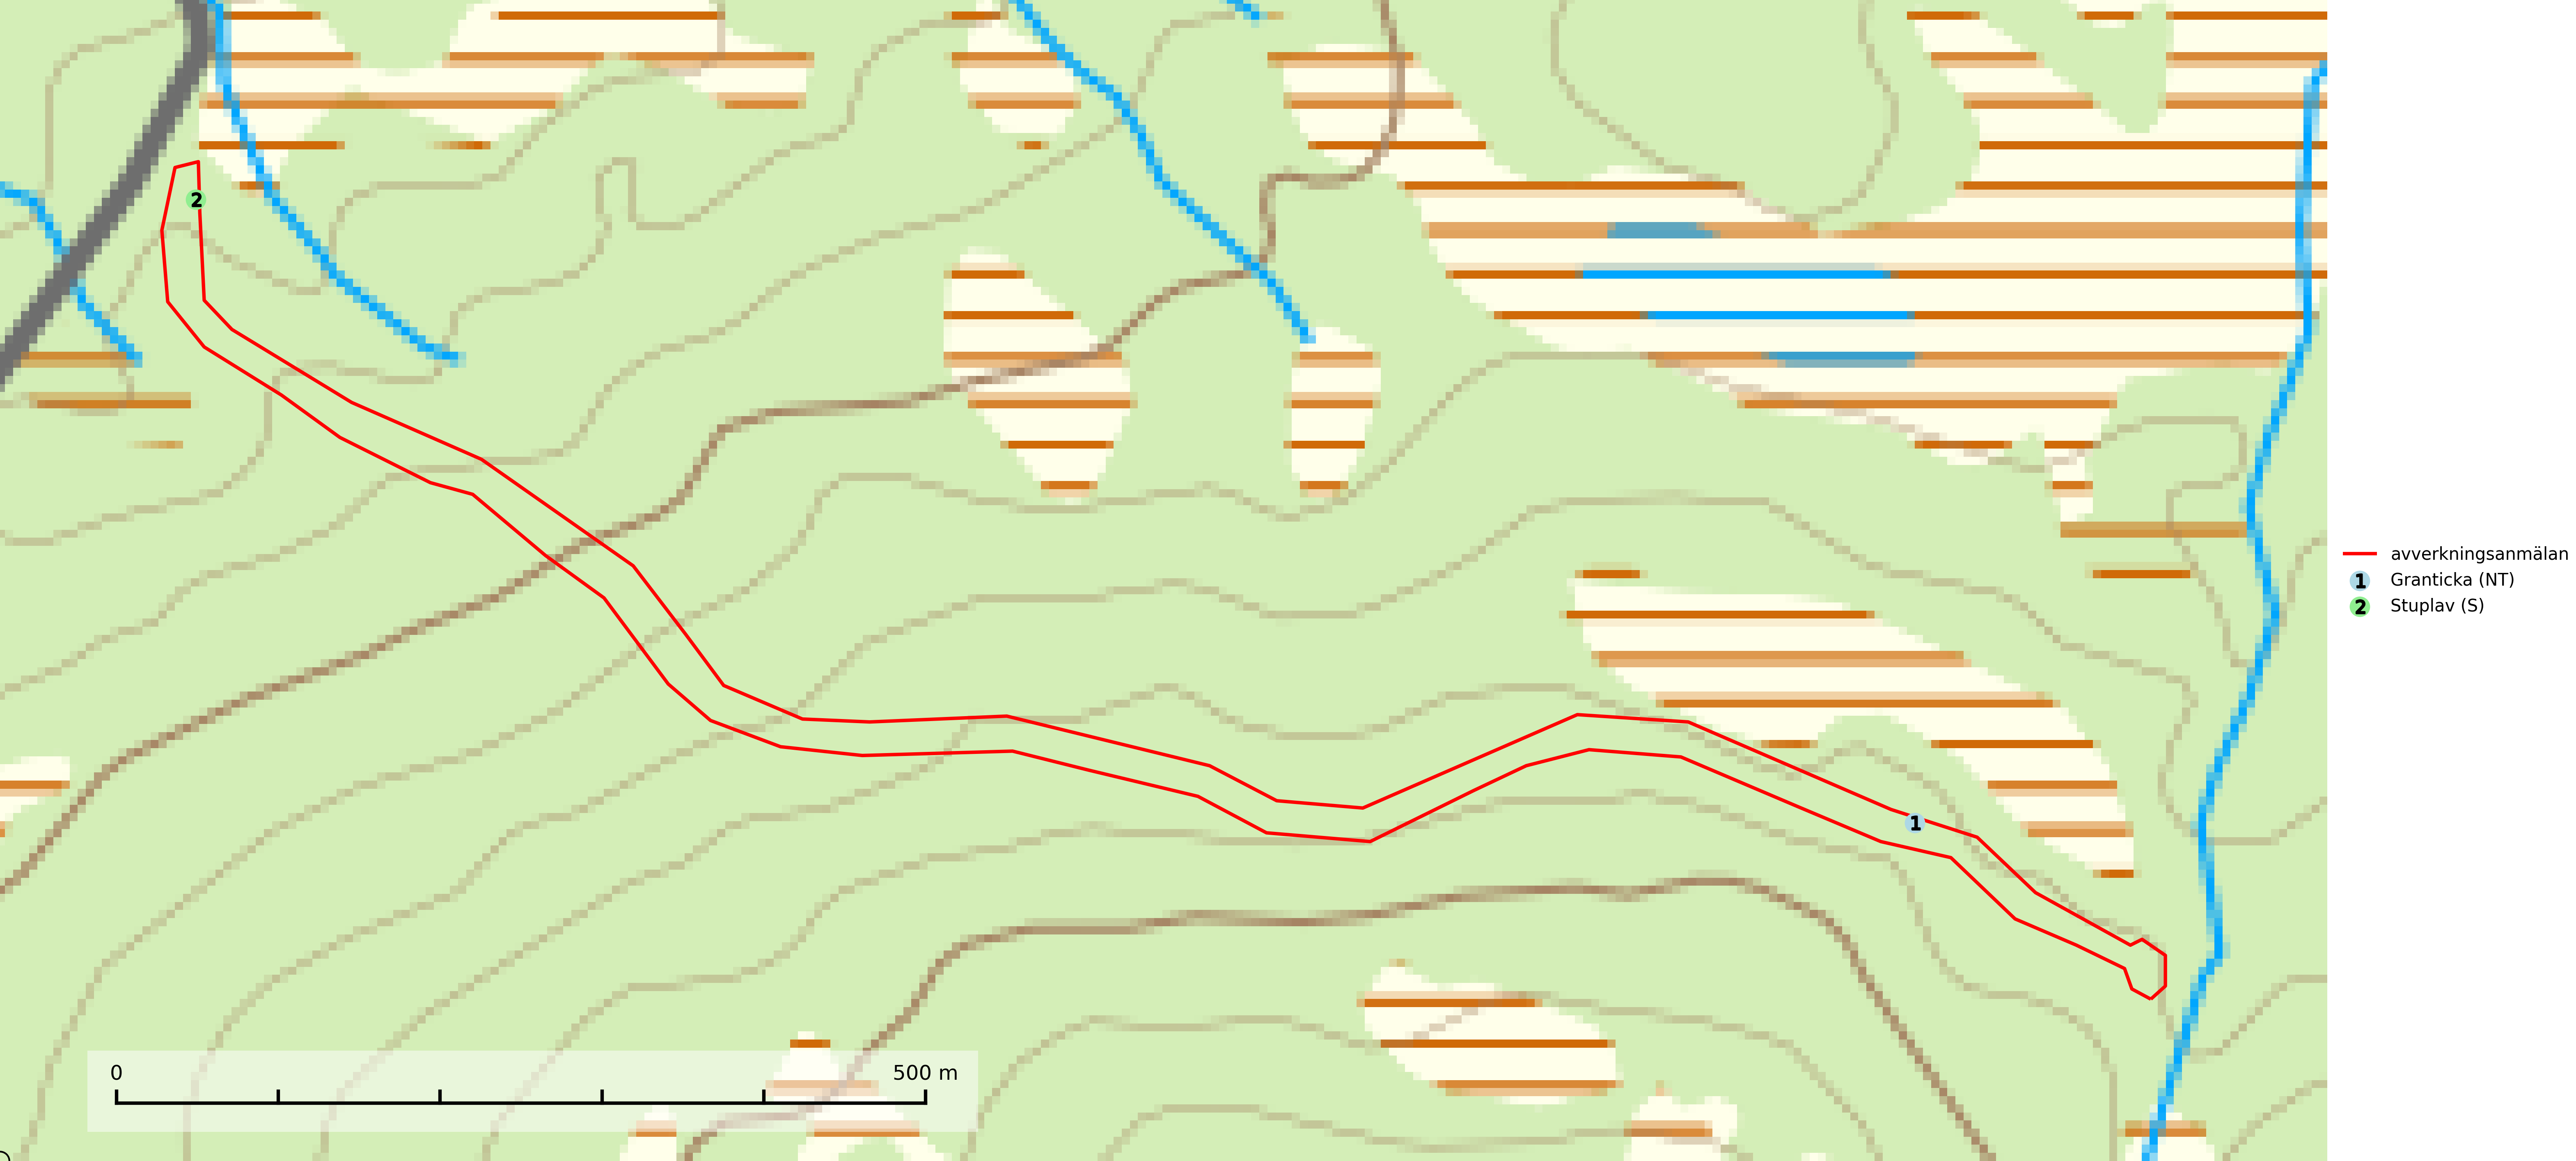 2
1
0 500 m
avverkningsanmälan
1 Granticka (NT)
2 Stuplav (S)